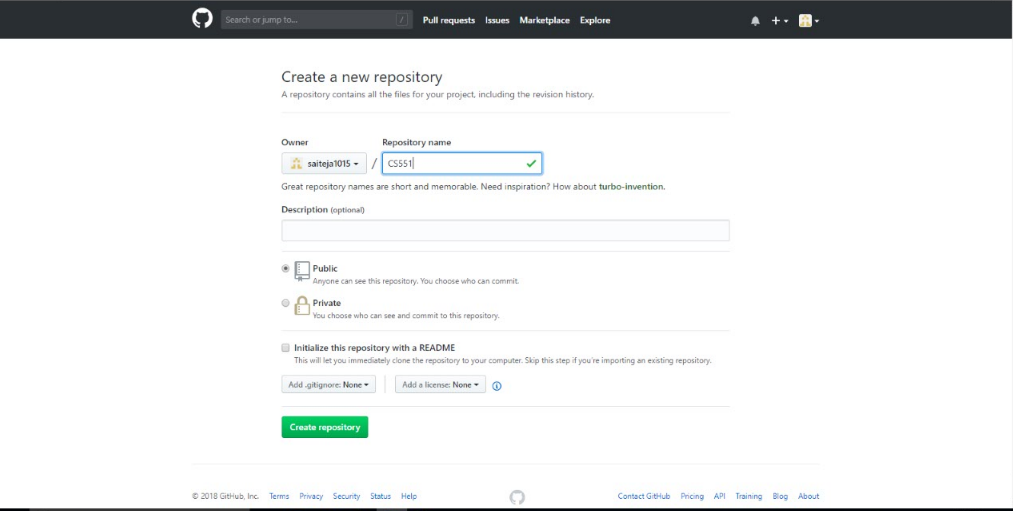 Search or jump to... / Pull requests Issues Marketplace Explore
Create a new repository
A repository contains all the files for your project, including the revision history.
Owner Repository name
saiteja1015 / CS551
Great repository names are short and memorable. Need inspiration? How about turbo-invention.
Description (optional)
Public
Anyone can see this repository. You choose who can commit.
Private
You choose who can see and commit to this repository.
Initialize this repository with a README
This will let you immediately clone the repository to your computer. Skip this step if you're importing an existing repository.
Add .gitignore: None Add a license: None
Create repository
© 2018 GitHub, Inc. Terms Privacy Security Status Help Contact GitHub Pricing API Training Blog About